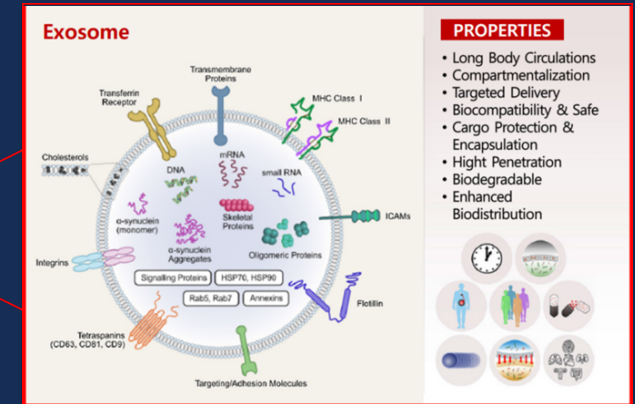 Exosome
Transmembrane
Proteins
Transferrin
Receptor
MHC Class I
MHC Class II
Cholesterols
DNA
mRNA
small RNA
α-synuclein
(monomer)
Skeletal
Proteins
ICAMs
α-synuclein
Aggregates
Oligomeric Proteins
Integrins
Signalling Proteins
HSP70, HSP90
Rab5, Rab7
Annexins
Flotillin
Tetraspanins
(CD63, CD81, CD9)
Targeting/Adhesion Molecules
PROPERTIES
• Long Body Circulations
• Compartmentalization
• Targeted Delivery
• Biocompatibility & Safe
• Cargo Protection &
Encapsulation
• Hight Penetration
• Biodegradable
• Enhanced
Biodistribution